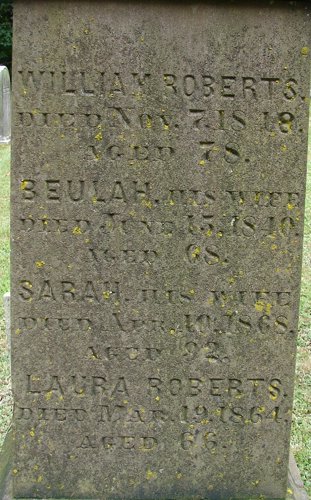 WILLIAM ROBERTS.
DIED NOV. 7, 1848.
AGED 78.
BEULAH, HIS WIFE
DIED JUNE 15, 1840.
AGED 68.
SARAH, HIS WIFE
DIED APR. 10, 1868.
AGED 92.
LAURA ROBERTS.
DIED MAR. 19, 1864.
AGED 66.